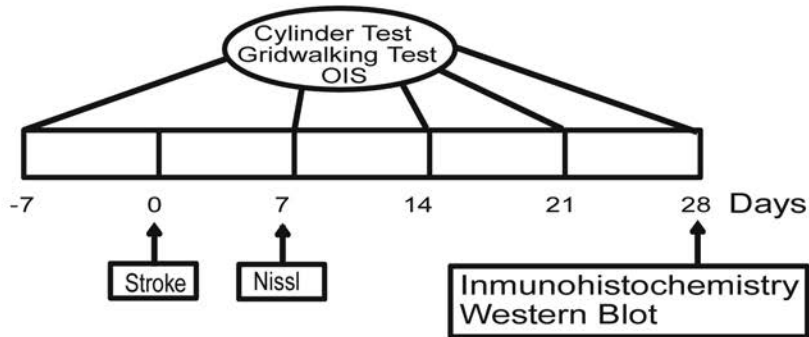 Cylinder Test
Gridwalking Test
OIS
-7 0 7 14 21 28 Days
Stroke Nissl
Inmunohistochemistry
Western Blot